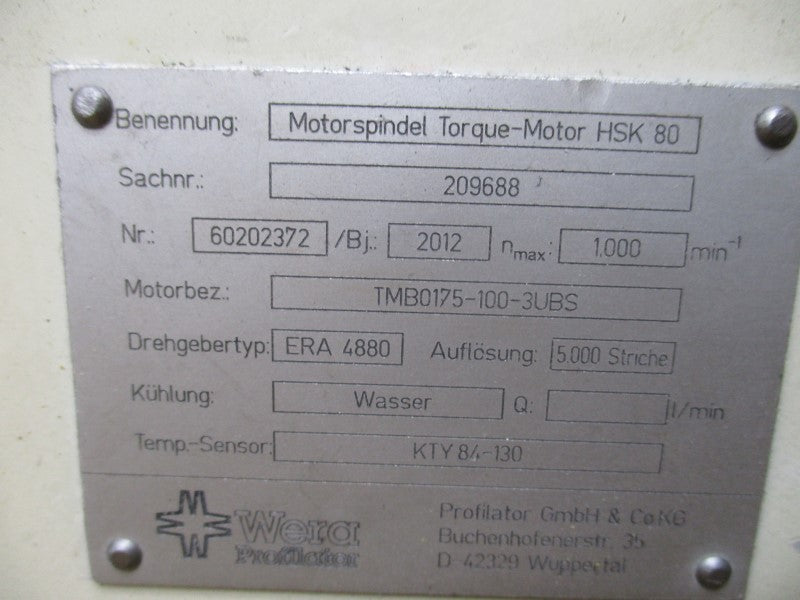 Benennung: Motorspindel Torque-Motor HSK 80
Sachnr.: 209688
Nr.: 60202372 /Bj.: 2012 nmax: 1.000 min-1
Motorbez.: TMB0175-100-3UBS
Drehgebertyp: ERA 4880 Auflösung: 5.000 Striche
Kühlung: Wasser Q: l/min
Temp.-Sensor: KTY 84-130
Wera
Profilator
Profilator GmbH & Co KG
Buchenhofenerstr. 35
D-42329 Wuppertal